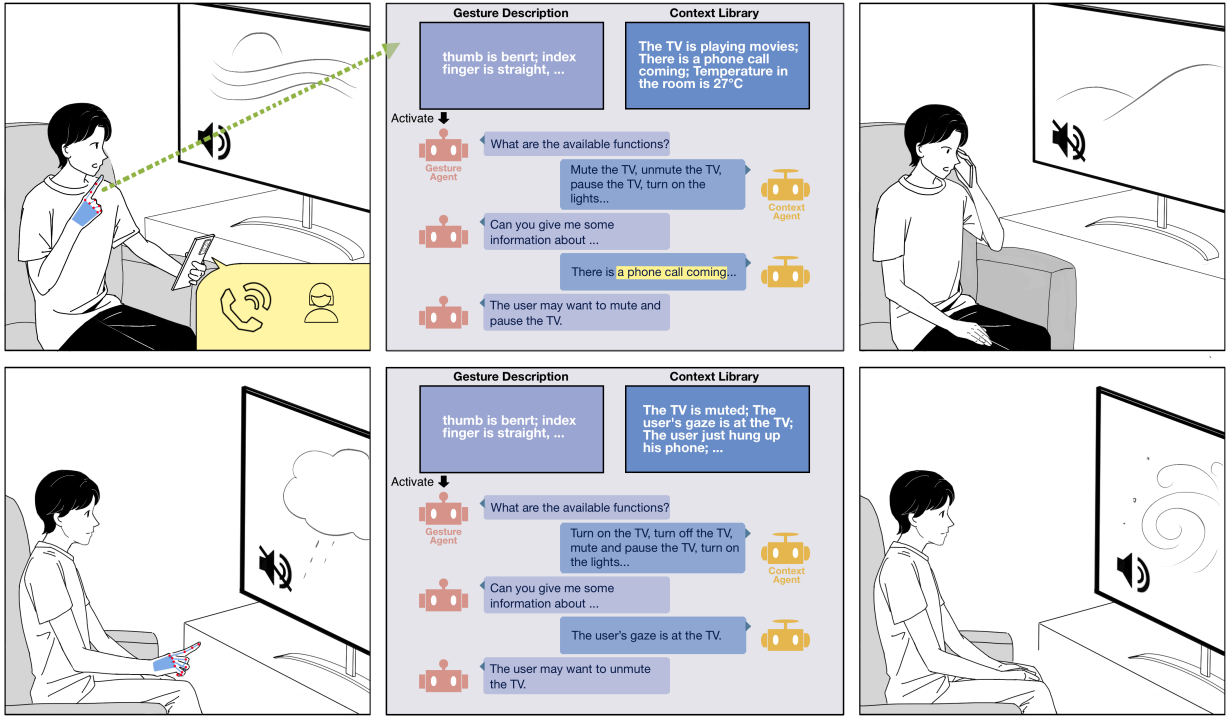 Gesture Description
Context Library
thumb is benrt; index
finger is straight, ...
The TV is playing movies;
There is a phone call
coming; Temperature in
the room is 27°C
Activate
Gesture
Agent
What are the available functions?
Mute the TV, unmute the TV,
pause the TV, turn on the
lights...
Context
Agent
Can you give me some
information about ...
There is a phone call coming...
The user may want to mute and
pause the TV.
Gesture Description
Context Library
thumb is benrt; index
finger is straight, ...
The TV is muted; The
user's gaze is at the TV;
The user just hung up
his phone; ...
Activate
Gesture
Agent
What are the available functions?
Turn on the TV, turn off the TV,
mute and pause the TV, turn on
the lights...
Context
Agent
Can you give me some
information about ...
The user's gaze is at the TV.
The user may want to unmute
the TV.